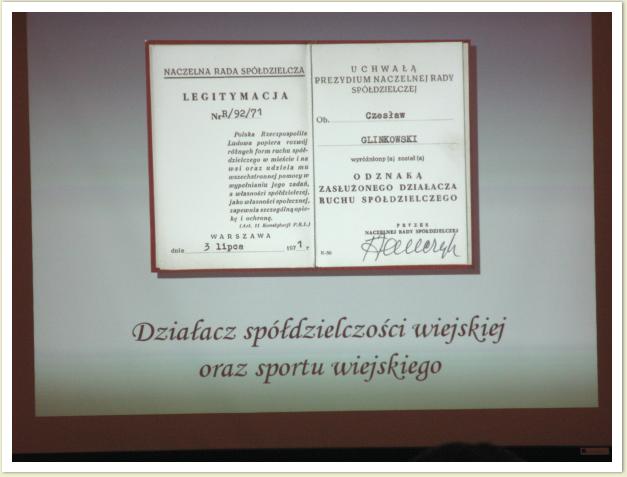 NACZELNA RADA SPÓŁDZIELCZA
LEGITYMACJA
Nr R/92/71
Polska Rzeczpospolita
Ludowa popiera rozwój
różnych form ruchu spół-
dzielczego w mieście i na
wsi oraz udziela mu
wszechstronnej pomocy w
wypełnianiu jego zadań,
a własności spółdzielczej,
jako własności społecznej,
zapewnia szczególną opie-
kę i ochronę.
(Art. 11 Konstytucji P.R.L.)
WARSZAWA
dnia 3 lipca 1971 r
UCHWAŁĄ
PREZYDIUM NACZELNEJ RADY
SPÓŁDZIELCZEJ
Ob. Czesław
GLINKOWSKI
wyróżniony (a) został (a)
ODZNAKĄ
ZASŁUŻONEGO DZIAŁACZA
RUCHU SPÓŁDZIELCZEGO
PREZES
NACZELNEJ RADY SPÓŁDZIELCZEJ
Działacz spółdzielczości wiejskiej
oraz sportu wiejskiego